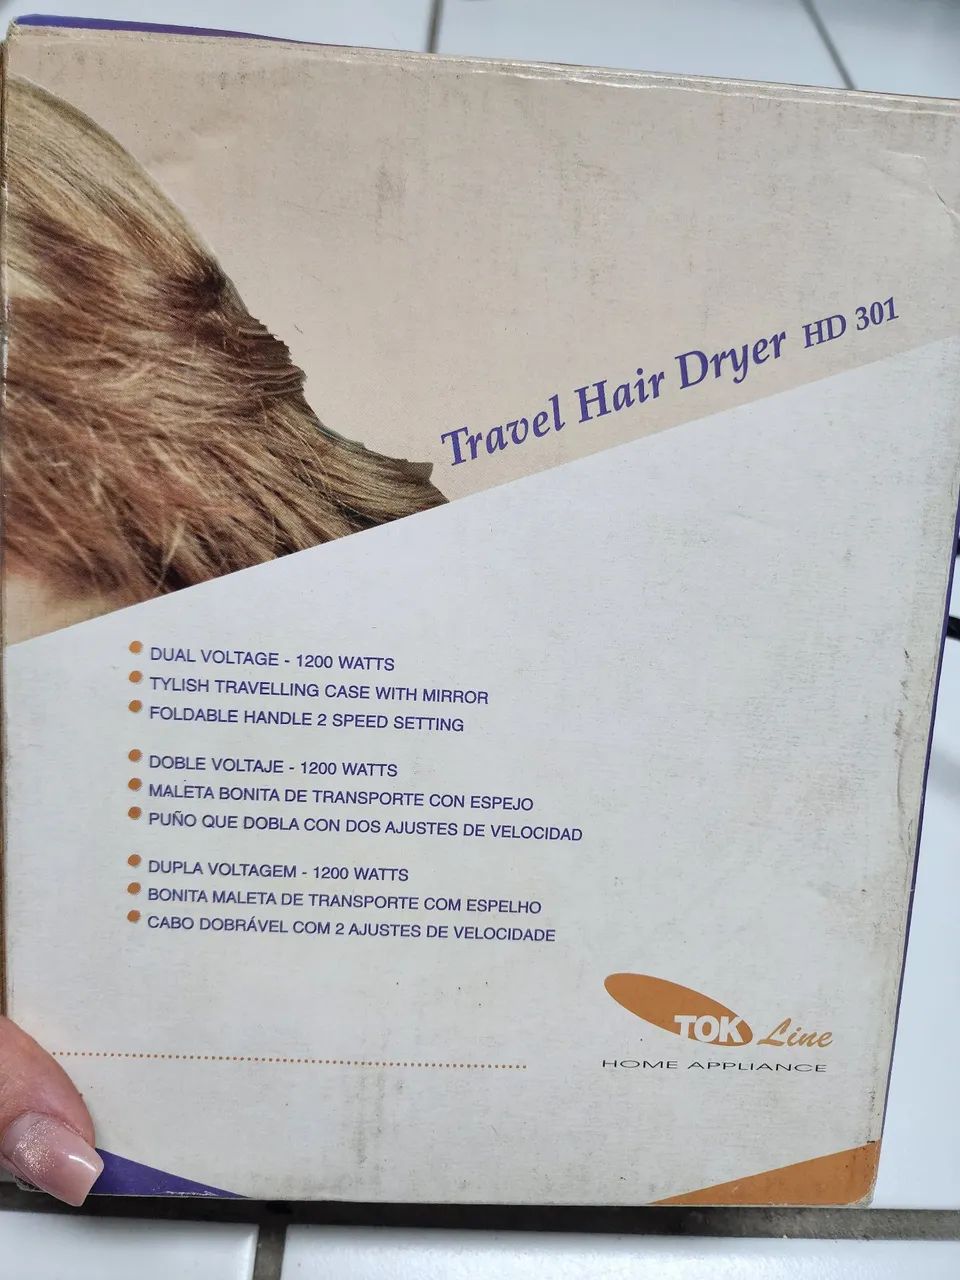 Travel Hair Dryer HD 301
DUAL VOLTAGE - 1200 WATTS
TYLISH TRAVELLING CASE WITH MIRROR
FOLDABLE HANDLE 2 SPEED SETTING
DOBLE VOLTAJE - 1200 WATTS
MALETA BONITA DE TRANSPORTE CON ESPEJO
PUÑO QUE DOBLA CON DOS AJUSTES DE VELOCIDAD
DUPLA VOLTAGEM - 1200 WATTS
BONITA MALETA DE TRANSPORTE COM ESPELHO
CABO DOBRÁVEL COM 2 AJUSTES DE VELOCIDADE
TOK Line
HOME APPLIANCE